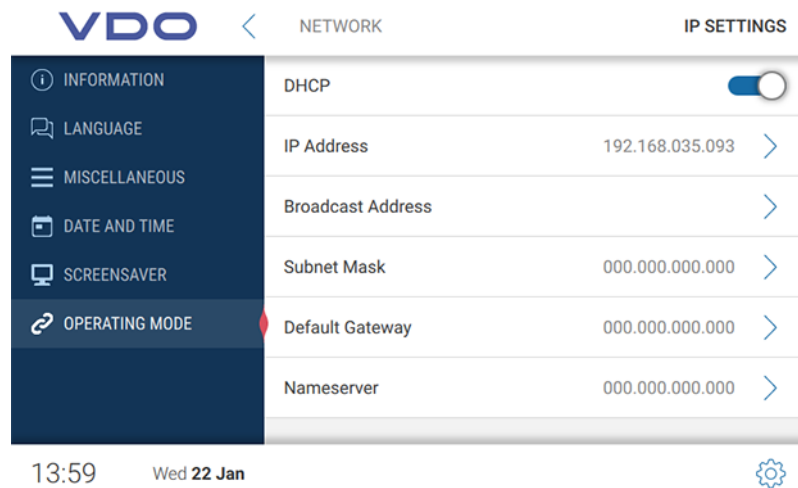 VDO
NETWORK
IP SETTINGS
INFORMATION
LANGUAGE
MISCELLANEOUS
DATE AND TIME
SCREENSAVER
OPERATING MODE
DHCP
IP Address 192.168.035.093
Broadcast Address
Subnet Mask 000.000.000.000
Default Gateway 000.000.000.000
Nameserver 000.000.000.000
13:59 Wed 22 Jan